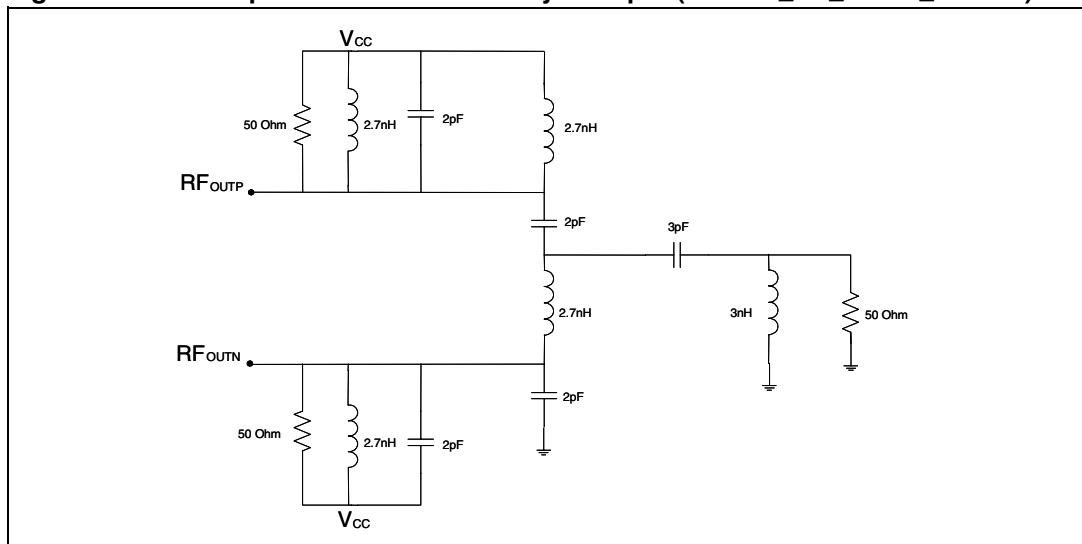 VCC
50 Ohm
2.7nH
2pF
2.7nH
RFOUTP
2pF
3pF
2.7nH
3nH
50 Ohm
RFOUTN
2pF
50 Ohm
2.7nH
2pF
VCC